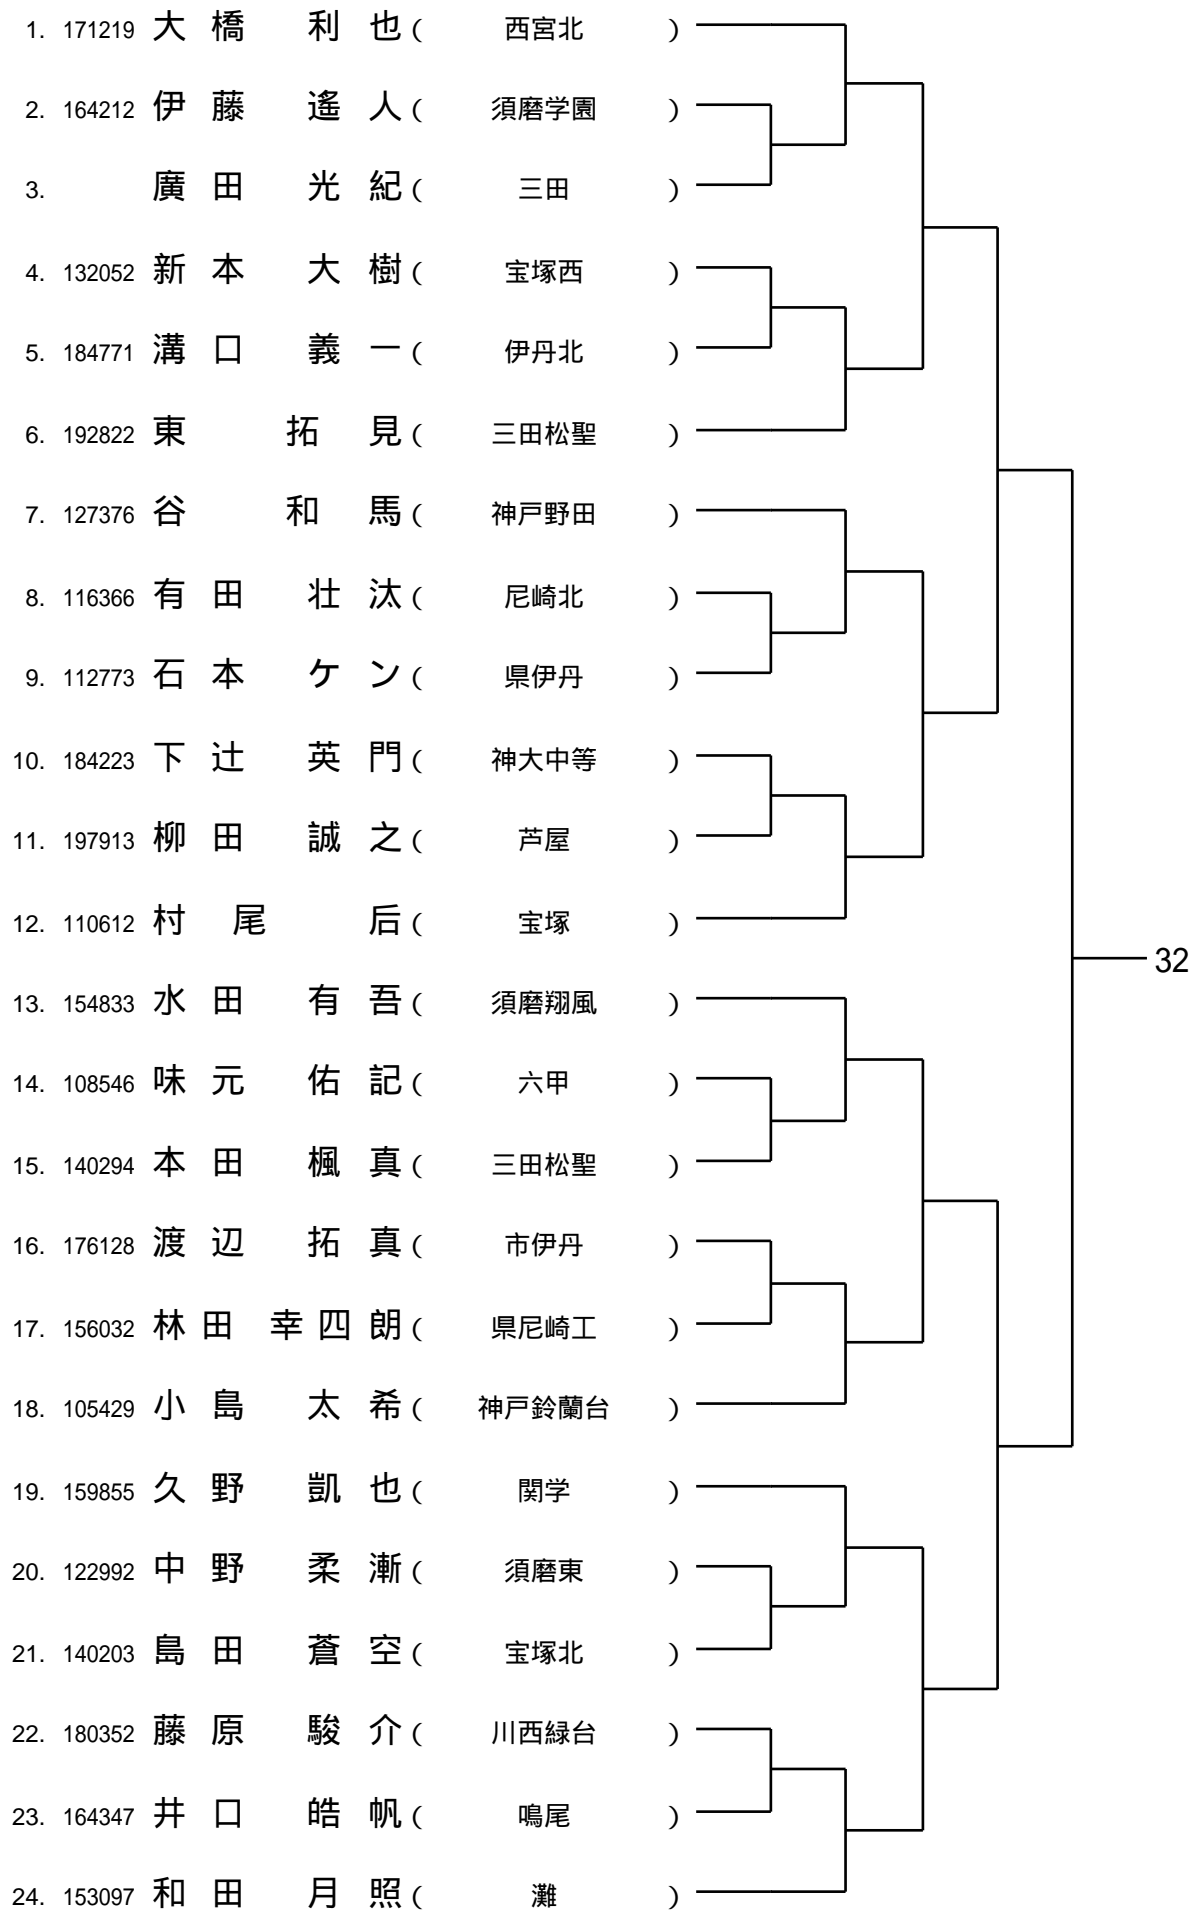 1. 171219 大橋 利也 ( 西宮北 )
2. 164212 伊藤 遙人 ( 須磨学園 )
3. 廣田 光紀 ( 三田 )
4. 132052 新本 大樹 ( 宝塚西 )
5. 184771 溝口 義一 ( 伊丹北 )
6. 192822 東 拓見 ( 三田松聖 )
7. 127376 谷 和馬 ( 神戸野田 )
8. 116366 有田 壮汰 ( 尼崎北 )
9. 112773 石本 ケン ( 県伊丹 )
10. 184223 下辻 英門 ( 神大中等 )
11. 197913 柳田 誠之 ( 芦屋 )
12. 110612 村尾 后 ( 宝塚 )
32
13. 154833 水田 有吾 ( 須磨翔風 )
14. 108546 味元 佑記 ( 六甲 )
15. 140294 本田 楓真 ( 三田松聖 )
16. 176128 渡辺 拓真 ( 市伊丹 )
17. 156032 林田 幸四朗 ( 県尼崎工 )
18. 105429 小島 太希 ( 神戸鈴蘭台 )
19. 159855 久野 凱也 ( 関学 )
20. 122992 中野 柔漸 ( 須磨東 )
21. 140203 島田 蒼空 ( 宝塚北 )
22. 180352 藤原 駿介 ( 川西緑台 )
23. 164347 井口 皓帆 ( 鳴尾 )
24. 153097 和田 月照 ( 灘 )